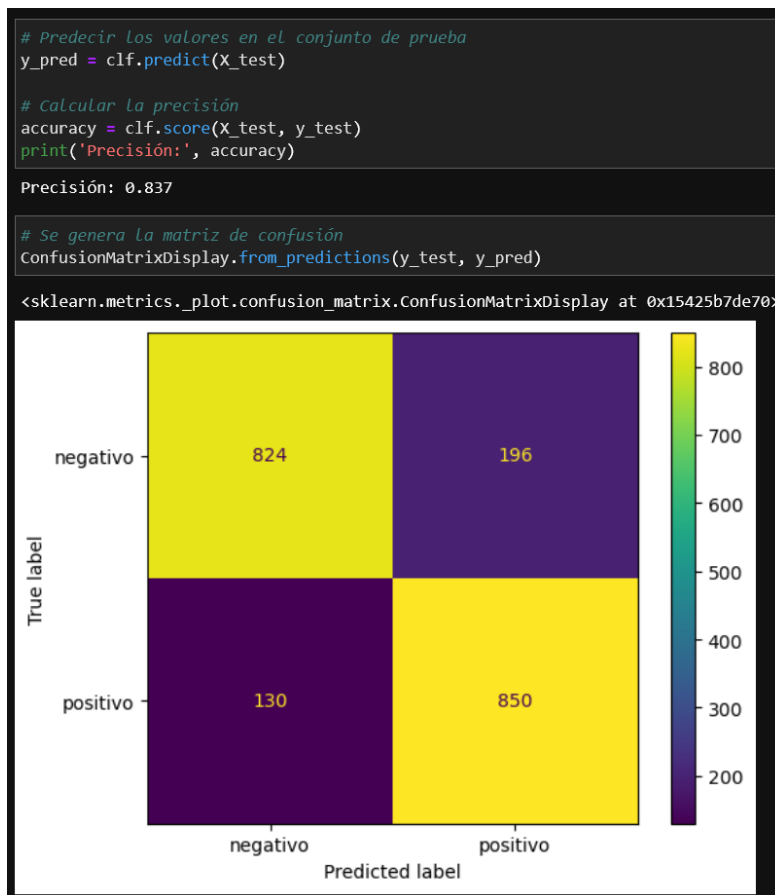 # Predecir los valores en el conjunto de prueba
y_pred = clf.predict(X_test)
# Calcular la precisión
accuracy = clf.score(X_test, y_test)
print('Precisión:', accuracy)
Precisión: 0.837
# Se genera la matriz de confusión
ConfusionMatrixDisplay.from_predictions(y_test, y_pred)
<sklearn.metrics._plot.confusion_matrix.ConfusionMatrixDisplay at 0x15425b7de70>
True label
negativo
824
196
positivo
130
850
negativo
positivo
Predicted label
800
700
600
500
400
300
200